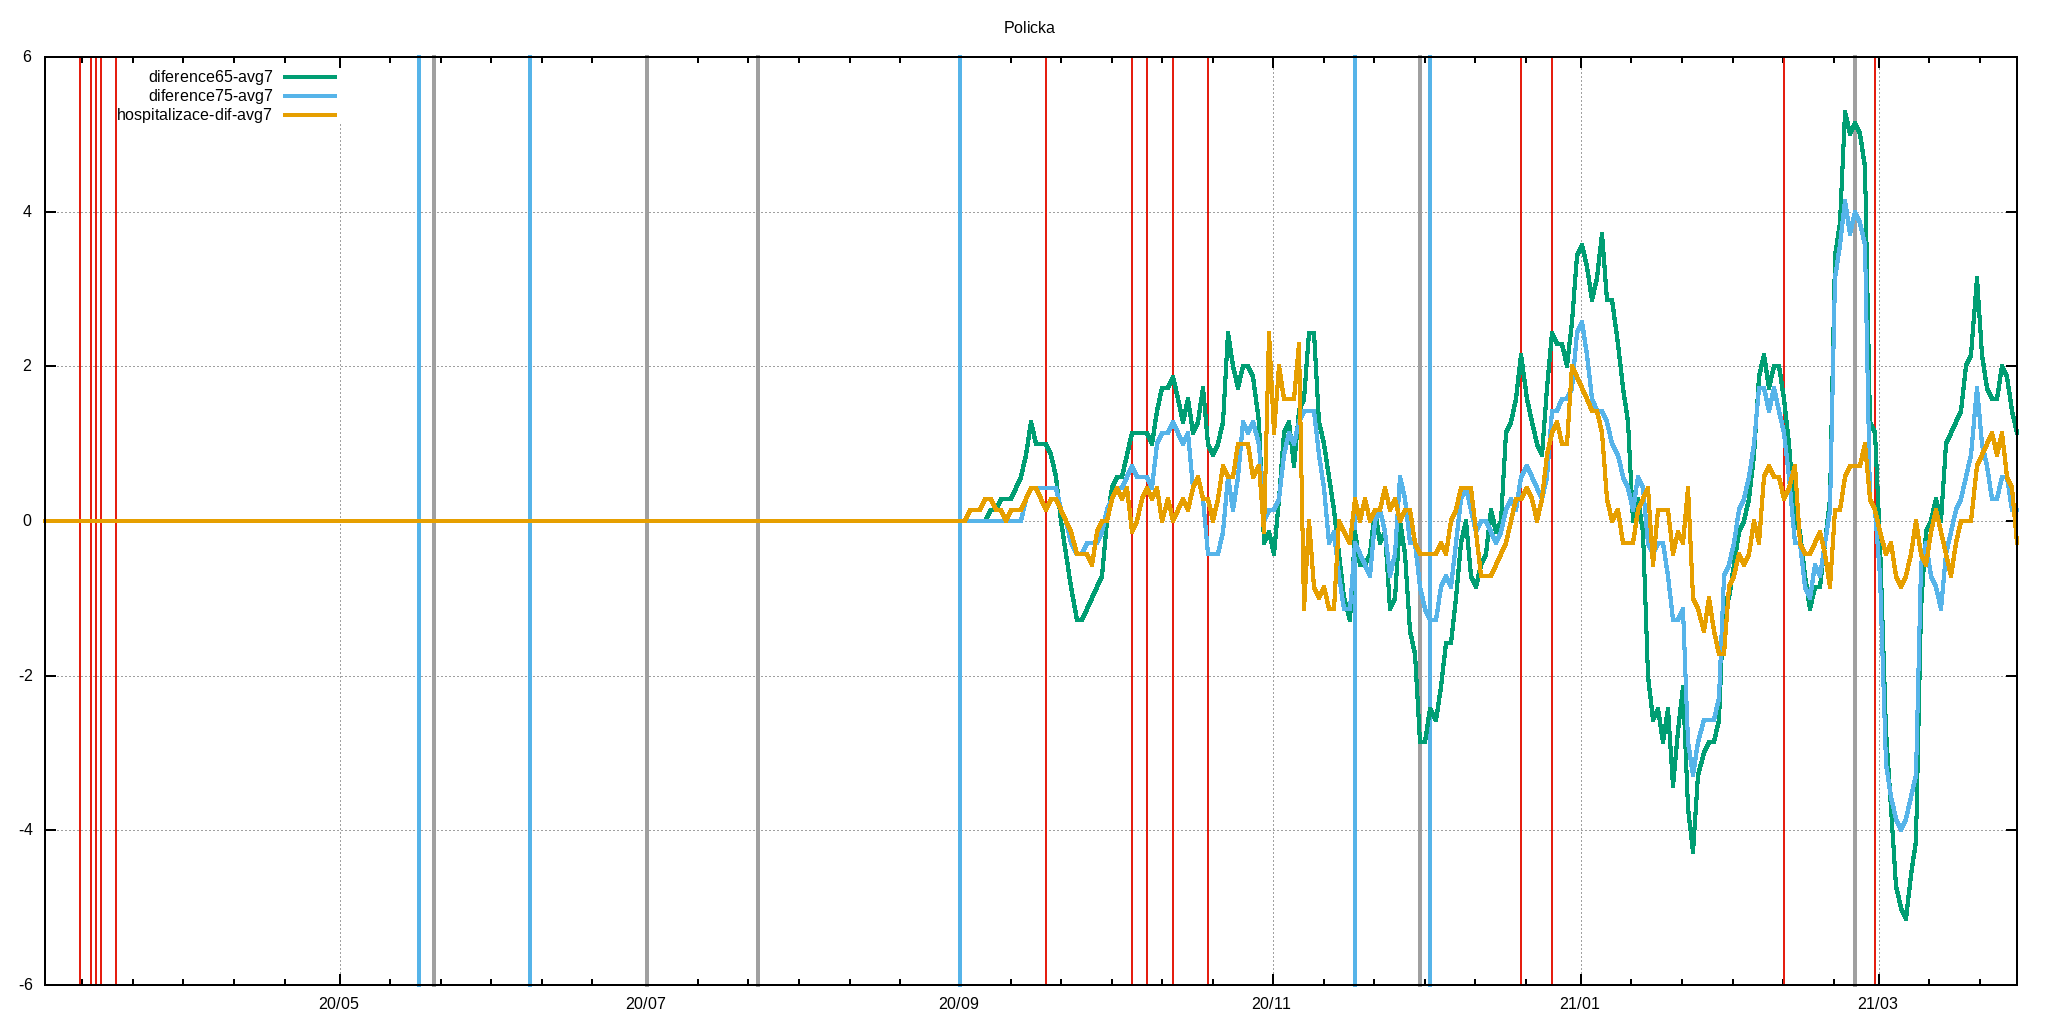 Policka
6
diference65-avg7
diference75-avg7
hospitalizace-dif-avg7
4
2
0
-2
-4
-6
20/05 20/07 20/09 20/11 21/01 21/03